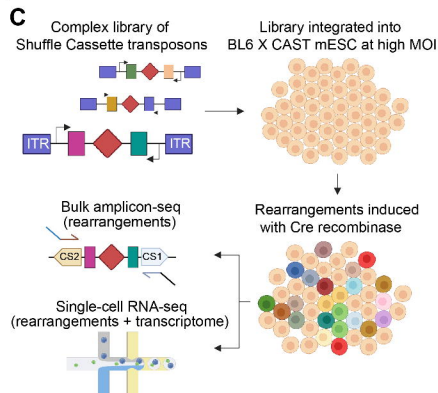 C
Complex library of
Shuffle Cassette transposons
ITR
ITR
Library integrated into
BL6 X CAST mESC at high MOI
Rearrangements induced
with Cre recombinase
Bulk amplicon-seq
(rearrangements)
CS2
CS1
Single-cell RNA-seq
(rearrangements + transcriptome)